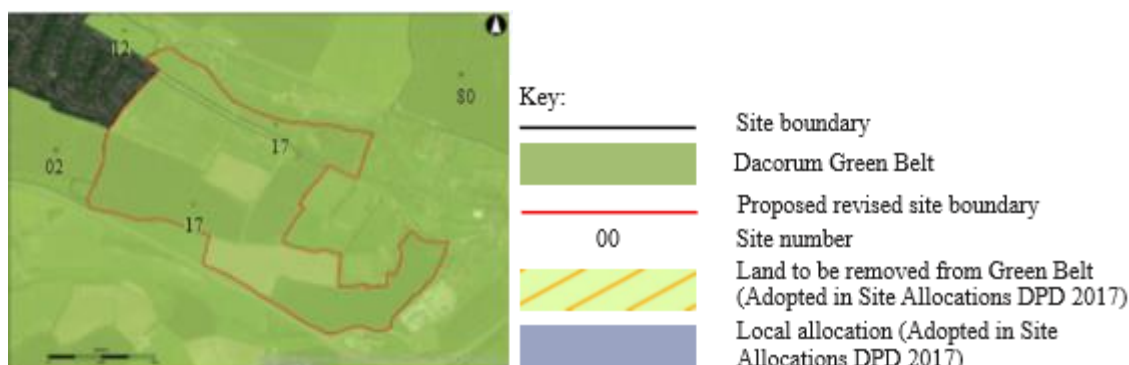 12
80
17
02
17
Key:
Site boundary
Dacorum Green Belt
Proposed revised site boundary
00
Site number
Land to be removed from Green Belt
(Adopted in Site Allocations DPD 2017)
Local allocation (Adopted in Site
Allocations DPD 2017)